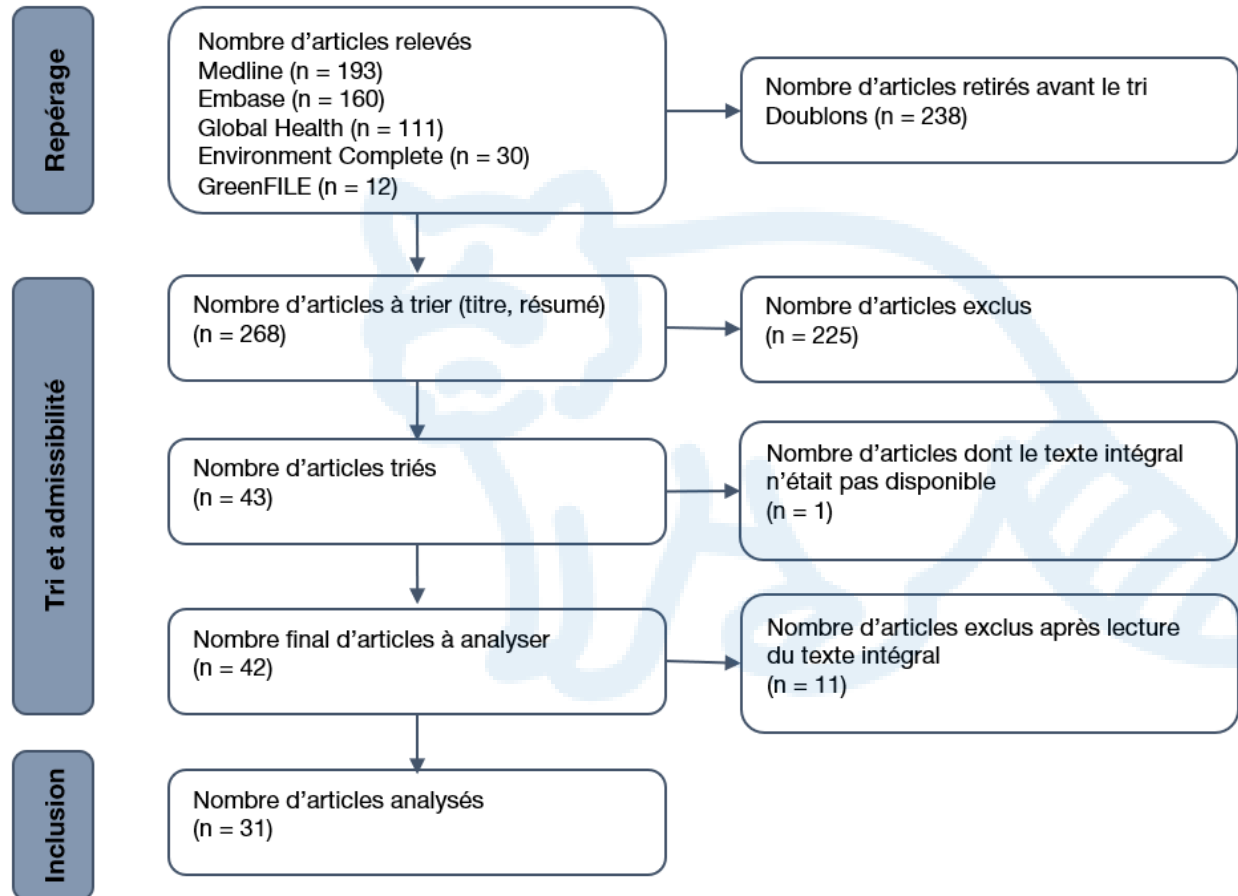 Repérage
Nombre d’articles relevés
Medline (n = 193)
Embase (n = 160)
Global Health (n = 111)
Environment Complete (n = 30)
GreenFILE (n = 12)
Nombre d’articles retirés avant le tri
Doublons (n = 238)
Tri et admissibilité
Nombre d’articles à trier (titre, résumé)
(n = 268)
Nombre d’articles exclus
(n = 225)
Nombre d’articles triés
(n = 43)
Nombre d’articles dont le texte intégral
n’était pas disponible
(n = 1)
Nombre final d’articles à analyser
(n = 42)
Nombre d’articles exclus après lecture
du texte intégral
(n = 11)
Inclusion
Nombre d’articles analysés
(n = 31)